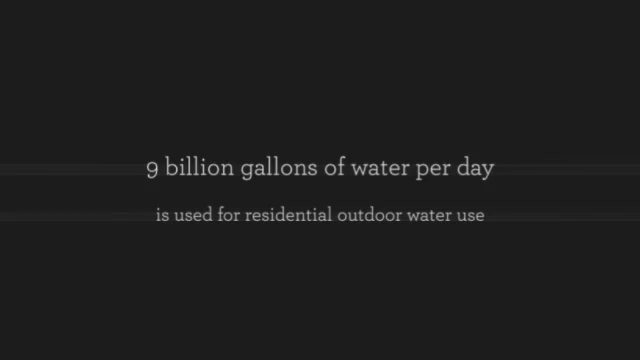 9 billion gallons of water per day
is used for residential outdoor water use